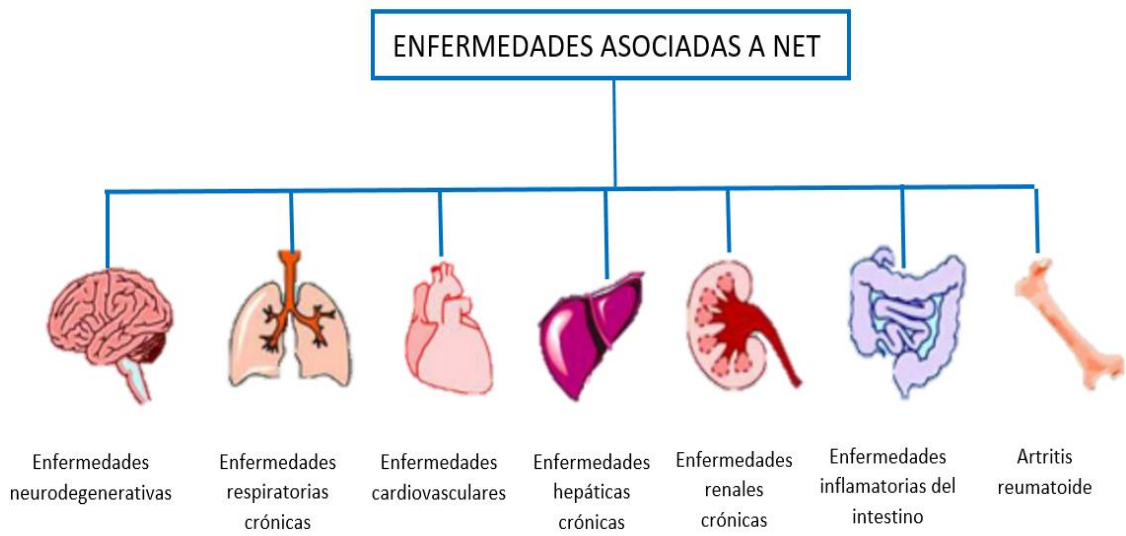 ENFERMEDADES ASOCIADAS A NET
Enfermedades
neurodegenerativas
Enfermedades
respiratorias
crónicas
Enfermedades
cardiovasculares
Enfermedades
hepáticas
crónicas
Enfermedades
renales
crónicas
Enfermedades
inflamatorias del
intestino
Artritis
reumatoide